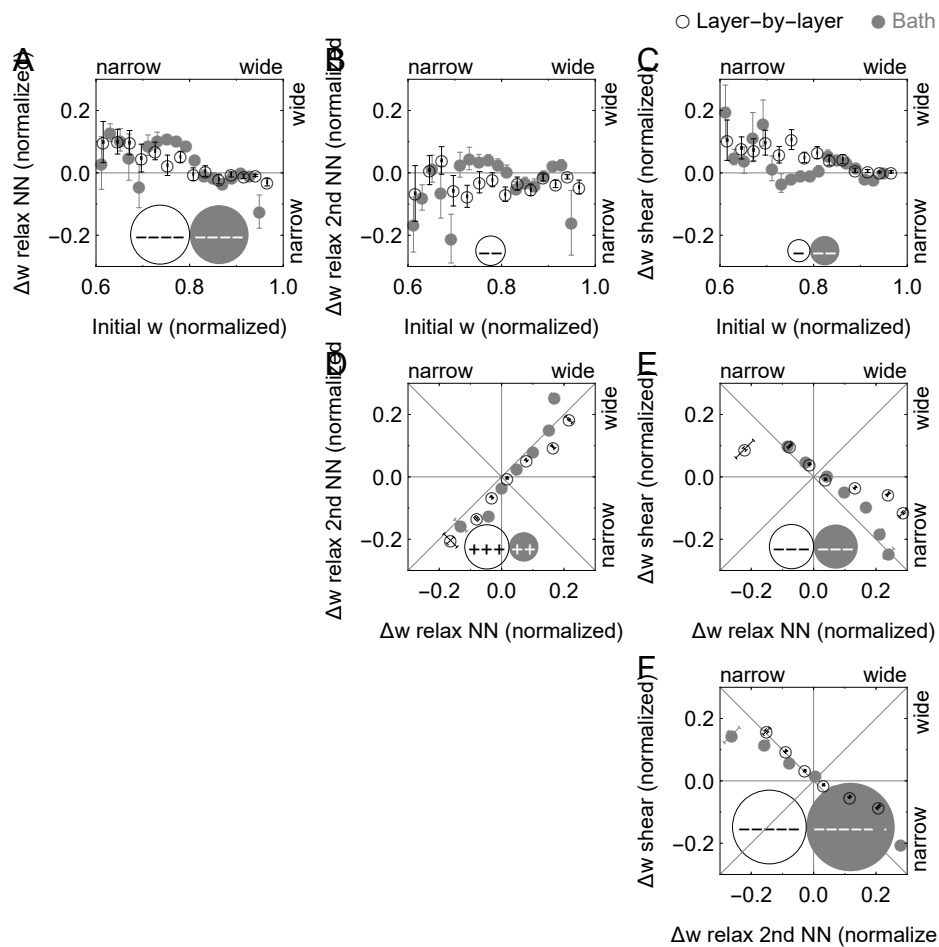 Layer−by−layer Bath
A B C
narrow wide narrow wide narrow wide
Δw relax NN (normalized)
0.2
0.0
−0.2
wide
narrow
0.6 0.8 1.0
Initial w (normalized)
Δw relax 2nd NN (normalized)
0.2
0.0
−0.2
wide
narrow
0.6 0.8 1.0
Initial w (normalized)
Δw shear (normalized)
0.2
0.0
−0.2
wide
narrow
0.6 0.8 1.0
Initial w (normalized)
D E
narrow wide narrow wide
Δw relax 2nd NN (normalized
0.2
0.0
−0.2
wide
narrow
−0.2 0.0 0.2
Δw relax NN (normalized)
Δw shear (normalized)
0.2
0.0
−0.2
wide
narrow
−0.2 0.0 0.2
Δw relax NN (normalized)
F
narrow wide
Δw shear (normalized)
0.2
0.0
−0.2
wide
narrow
−0.2 0.0 0.2
Δw relax 2nd NN (normalize